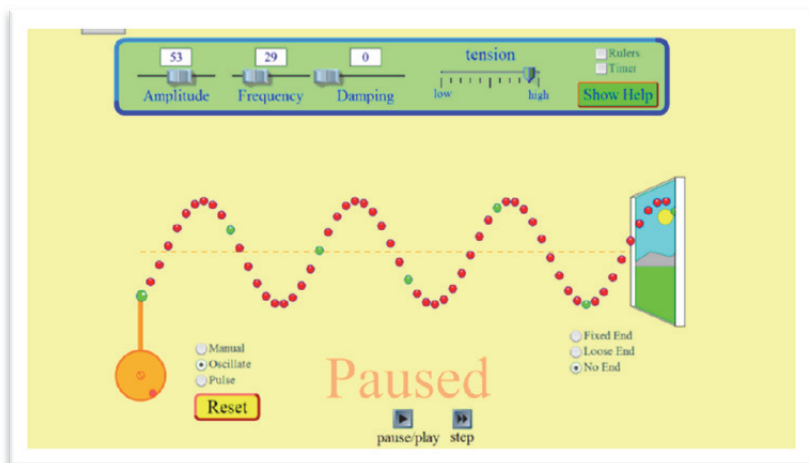 53
29
0
tension
Rulers
Timer
Amplitude
Frequency
Damping
low
high
Show Help
Manual
Oscillate
Pulse
Reset
Paused
Fixed End
Loose End
No End
pause/play
step